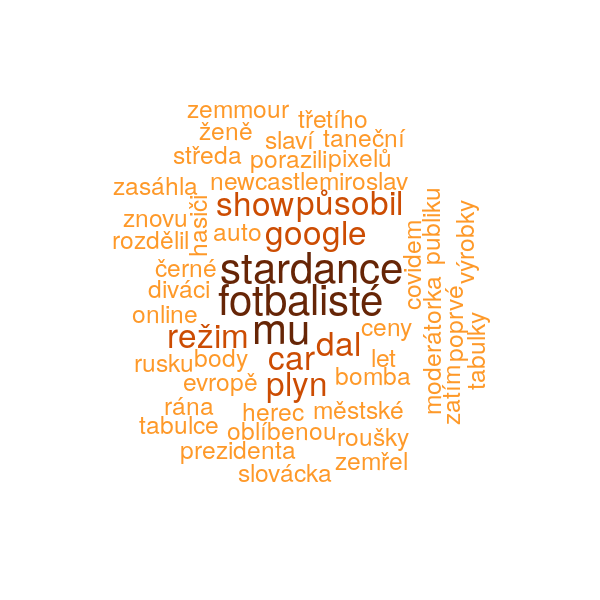 zemmour
třetího
ženě
slaví
taneční
středa
porazili
pixelů
zasáhla
newcastle
miroslav
hasiči
show
působil
znovu
rozdělil
auto
google
covidem
publiku
výrobky
černé
stardance
diváci
fotbalisté
online
mu
režim
dal
ceny
moderátorka
poprvé
zatím
tabulky
rusku
body
car
let
evropě
plyn
bomba
rána
herec
městské
tabulce
oblíbenou
roušky
prezidenta
zemřel
slovácka